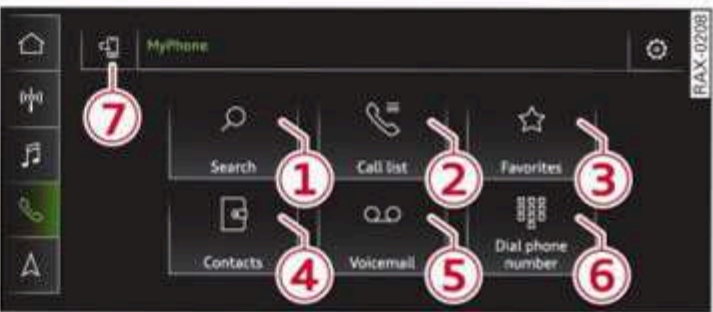 MyPhone
RAX-0208
7
Search
1
Call list
2
Favorites
3
Contacts
4
Voicemail
5
Dial phone
number
6